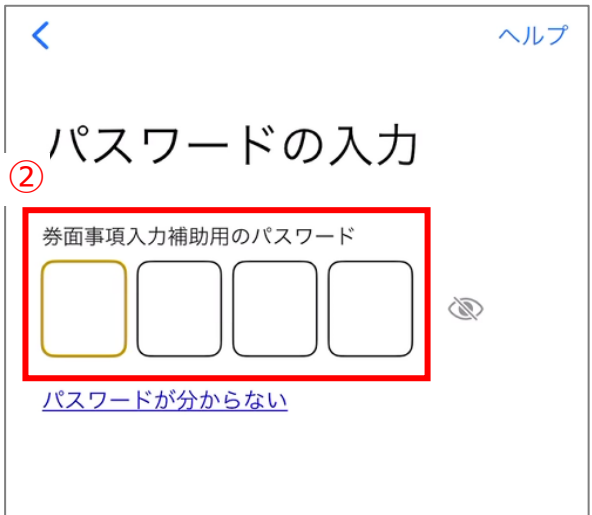 ヘルプ
パスワードの入力
②
券面事項入力補助用のパスワード
パスワードが分からない